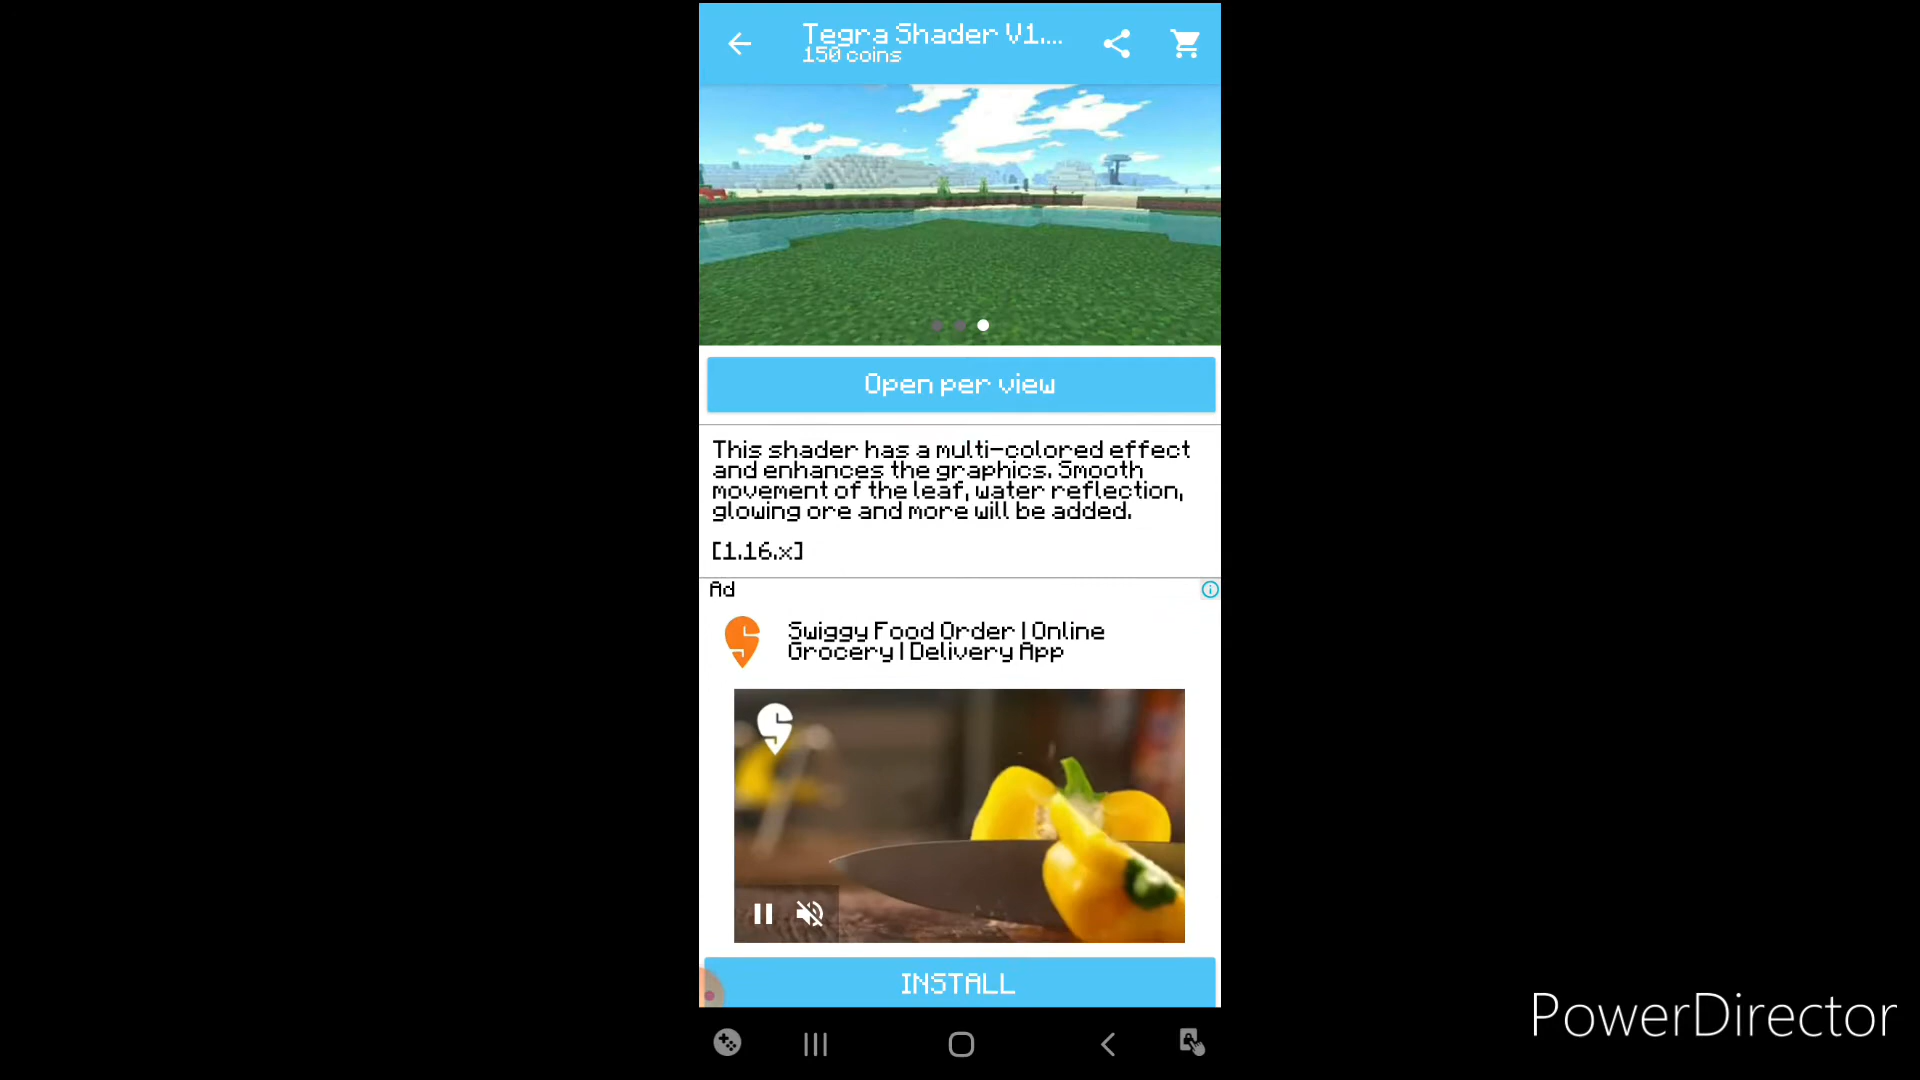 Tegra Shader V1....
150 coins
Open per view
This shader has a multi-colored effect
and enhances the graphics. Smooth
movement of the leaf, water reflection,
glowing ore and more will be added.
[1.16.x]
Ad
Swiggy Food Order | Online
Grocery | Delivery App
INSTALL
PowerDirector